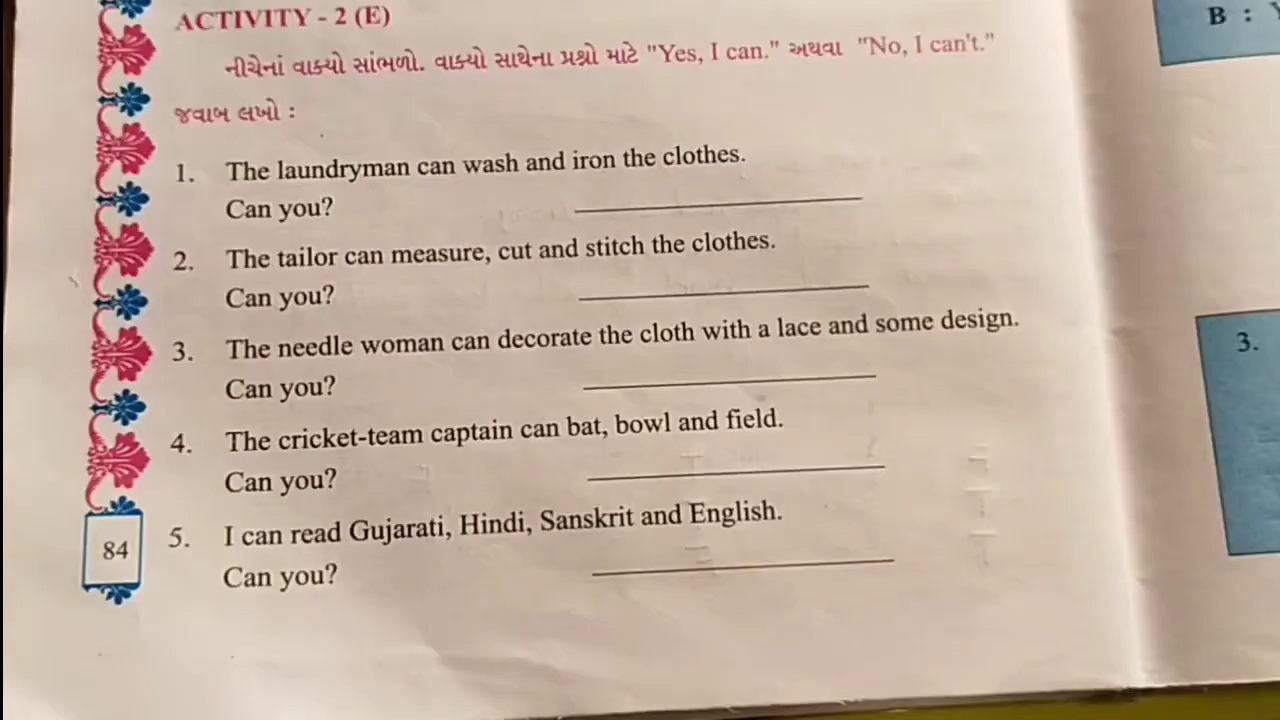 ACTIVITY - 2 (E)
નીચેનાં વાક્યો સાંભળો. વાક્યો સાથેના પ્રશ્નો માટે "Yes, I can." અથવા "No, I can't."
જવાબ લખો :
1. The laundryman can wash and iron the clothes.
Can you?
2. The tailor can measure, cut and stitch the clothes.
Can you?
3. The needle woman can decorate the cloth with a lace and some design.
Can you?
4. The cricket-team captain can bat, bowl and field.
Can you?
5. I can read Gujarati, Hindi, Sanskrit and English.
Can you?
84
B :
3.